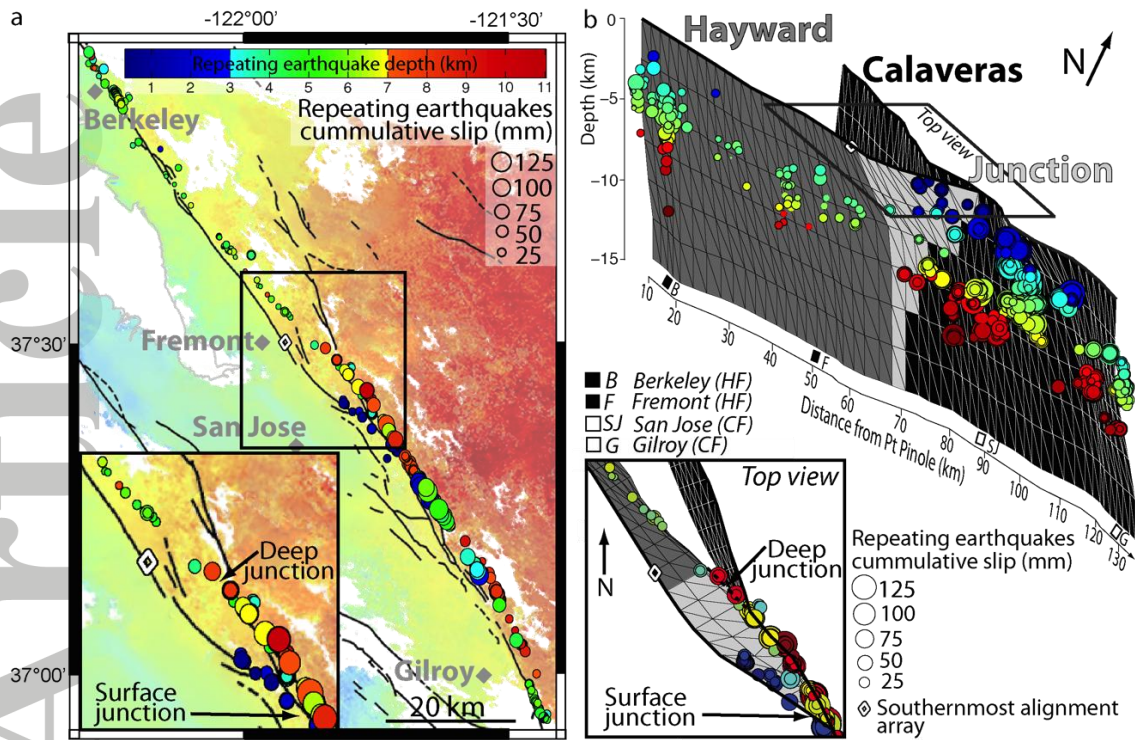 a
-122°00'
-121°30'
Repeating earthquake depth (km)
1 2 3 4 5 6 7 8 9 10 11
Repeating earthquakes
cummulative slip (mm)
125
100
75
50
25
Berkeley
Fremont
San Jose
Gilroy
37°30'
37°00'
20 km
Deep
junction
Surface
junction
Article
b
Hayward
Calaveras
N
Top view
Junction
Depth (km)
0
−5
−10
−15
B
F
SJ
G
10 20 30 40 50 60 70 80 90 100 110 120 130
Distance from Pt Pinole (km)
B Berkeley (HF)
F Fremont (HF)
SJ San Jose (CF)
G Gilroy (CF)
Top view
N
Deep
junction
Surface
junction
Repeating earthquakes
cummulative slip (mm)
125
100
75
50
25
Southernmost alignment
array